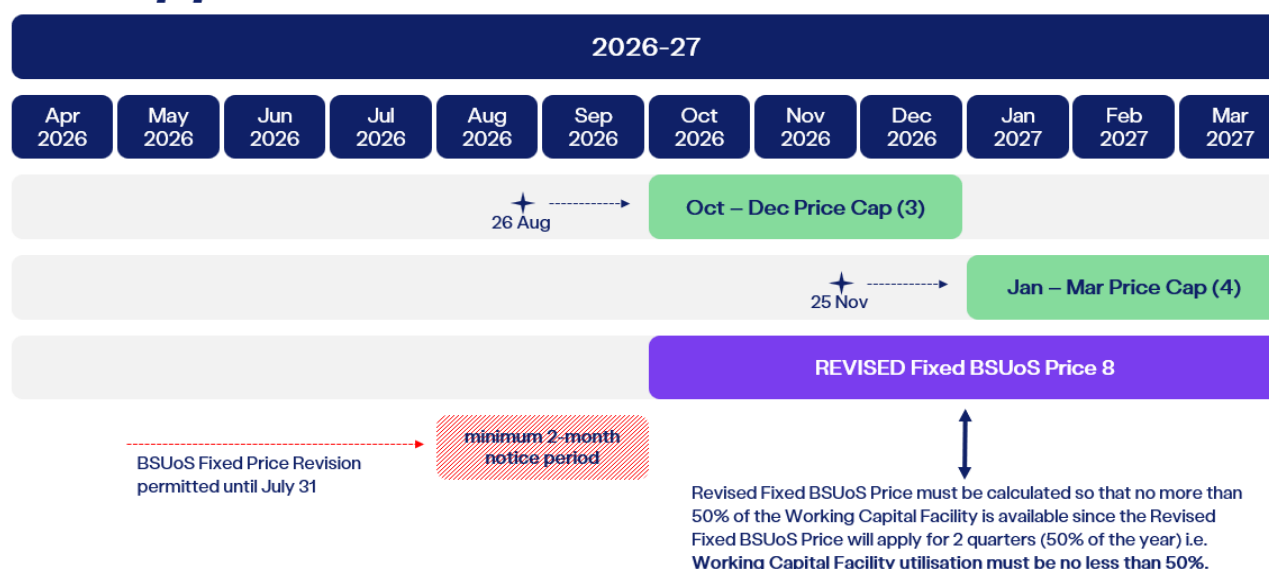 2026-27
Apr
2026
May
2026
Jun
2026
Jul
2026
Aug
2026
Sep
2026
Oct
2026
Nov
2026
Dec
2026
Jan
2027
Feb
2027
Mar
2027
26 Aug
Oct – Dec Price Cap (3)
25 Nov
Jan – Mar Price Cap (4)
REVISED Fixed BSUoS Price 8
BSUoS Fixed Price Revision
permitted until July 31
minimum 2-month
notice period
Revised Fixed BSUoS Price must be calculated so that no more than
50% of the Working Capital Facility is available since the Revised
Fixed BSUoS Price will apply for 2 quarters (50% of the year) i.e.
Working Capital Facility utilisation must be no less than 50%.